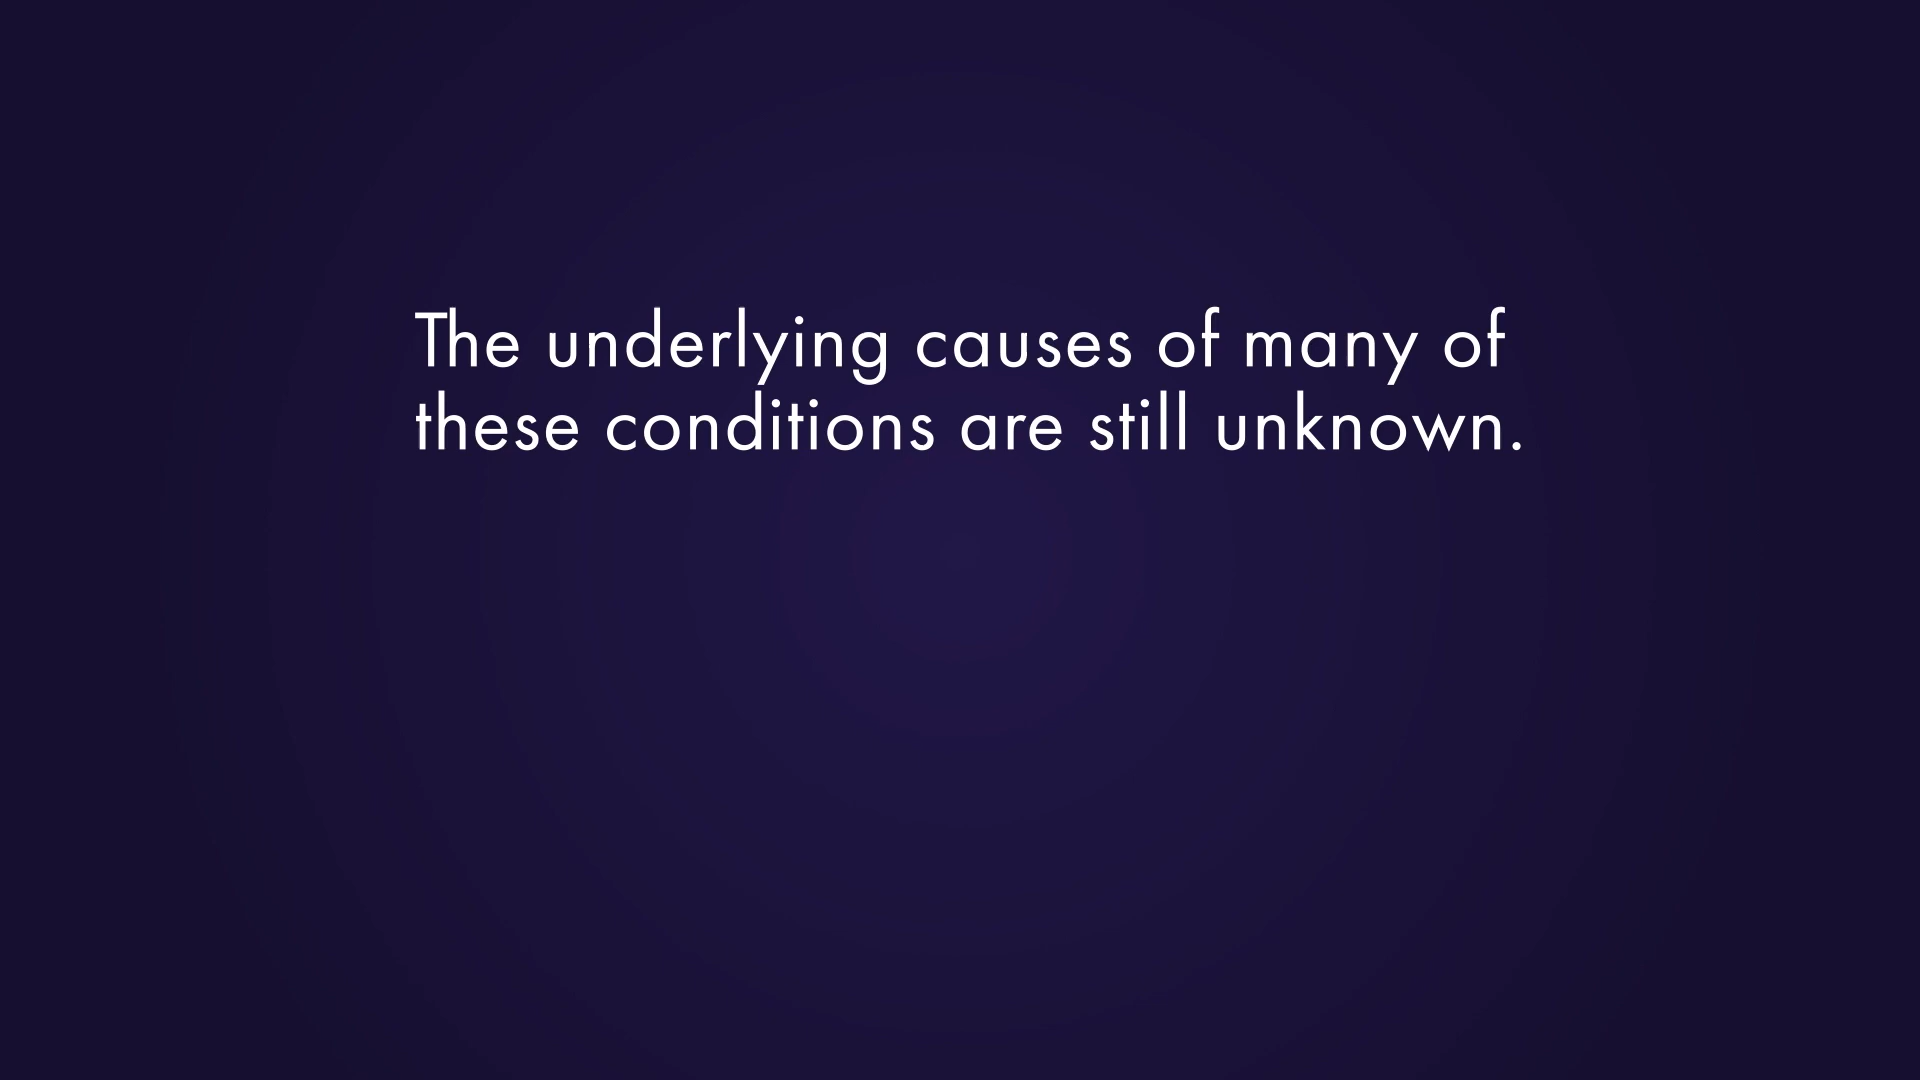 The underlying causes of many of
these conditions are still unknown.